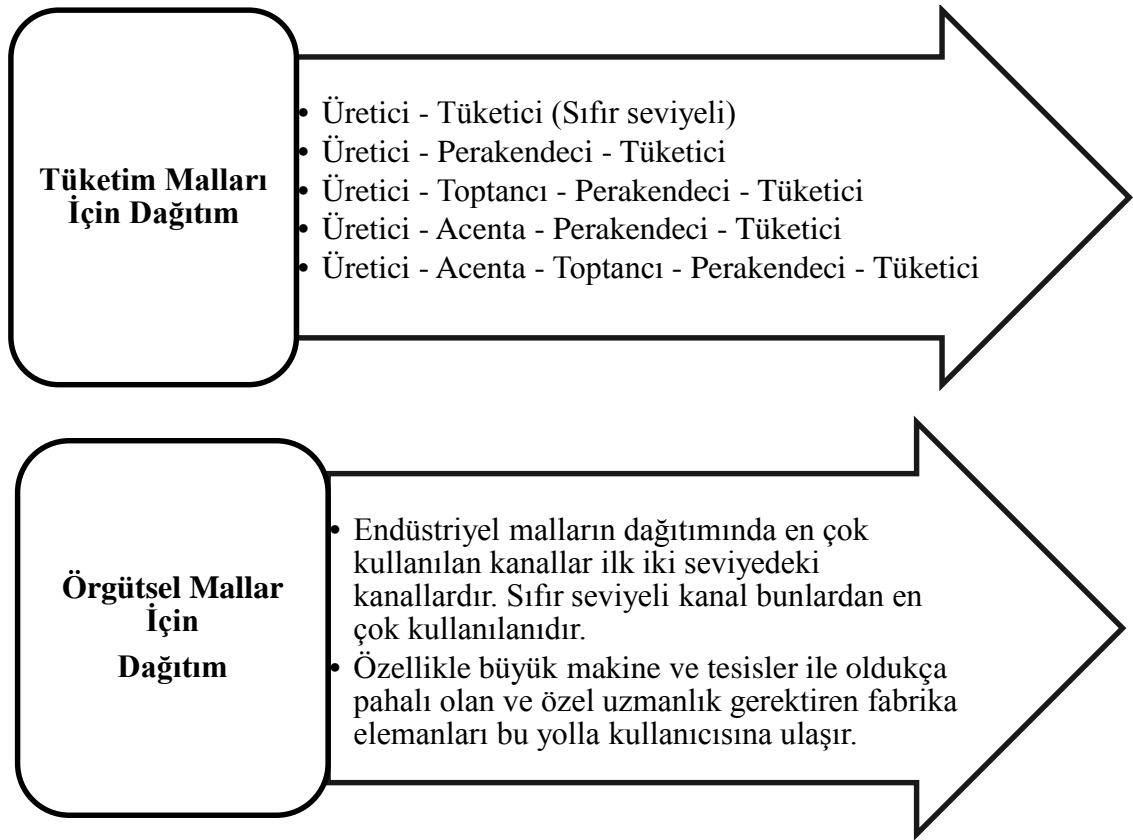 Tüketim Malları
İçin Dağıtım
• Üretici - Tüketici (Sıfır seviyeli)
• Üretici - Perakendeci - Tüketici
• Üretici - Toptancı - Perakendeci - Tüketici
• Üretici - Acenta - Perakendeci - Tüketici
• Üretici - Acenta - Toptancı - Perakendeci - Tüketici
Örgütsel Mallar
İçin
Dağıtım
• Endüstriyel malların dağıtımında en çok
kullanılan kanallar ilk iki seviyedeki
kanallardır. Sıfır seviyeli kanal bunlardan en
çok kullanılanıdır.
• Özellikle büyük makine ve tesisler ile oldukça
pahalı olan ve özel uzmanlık gerektiren fabrika
elemanları bu yolla kullanıcısına ulaşır.